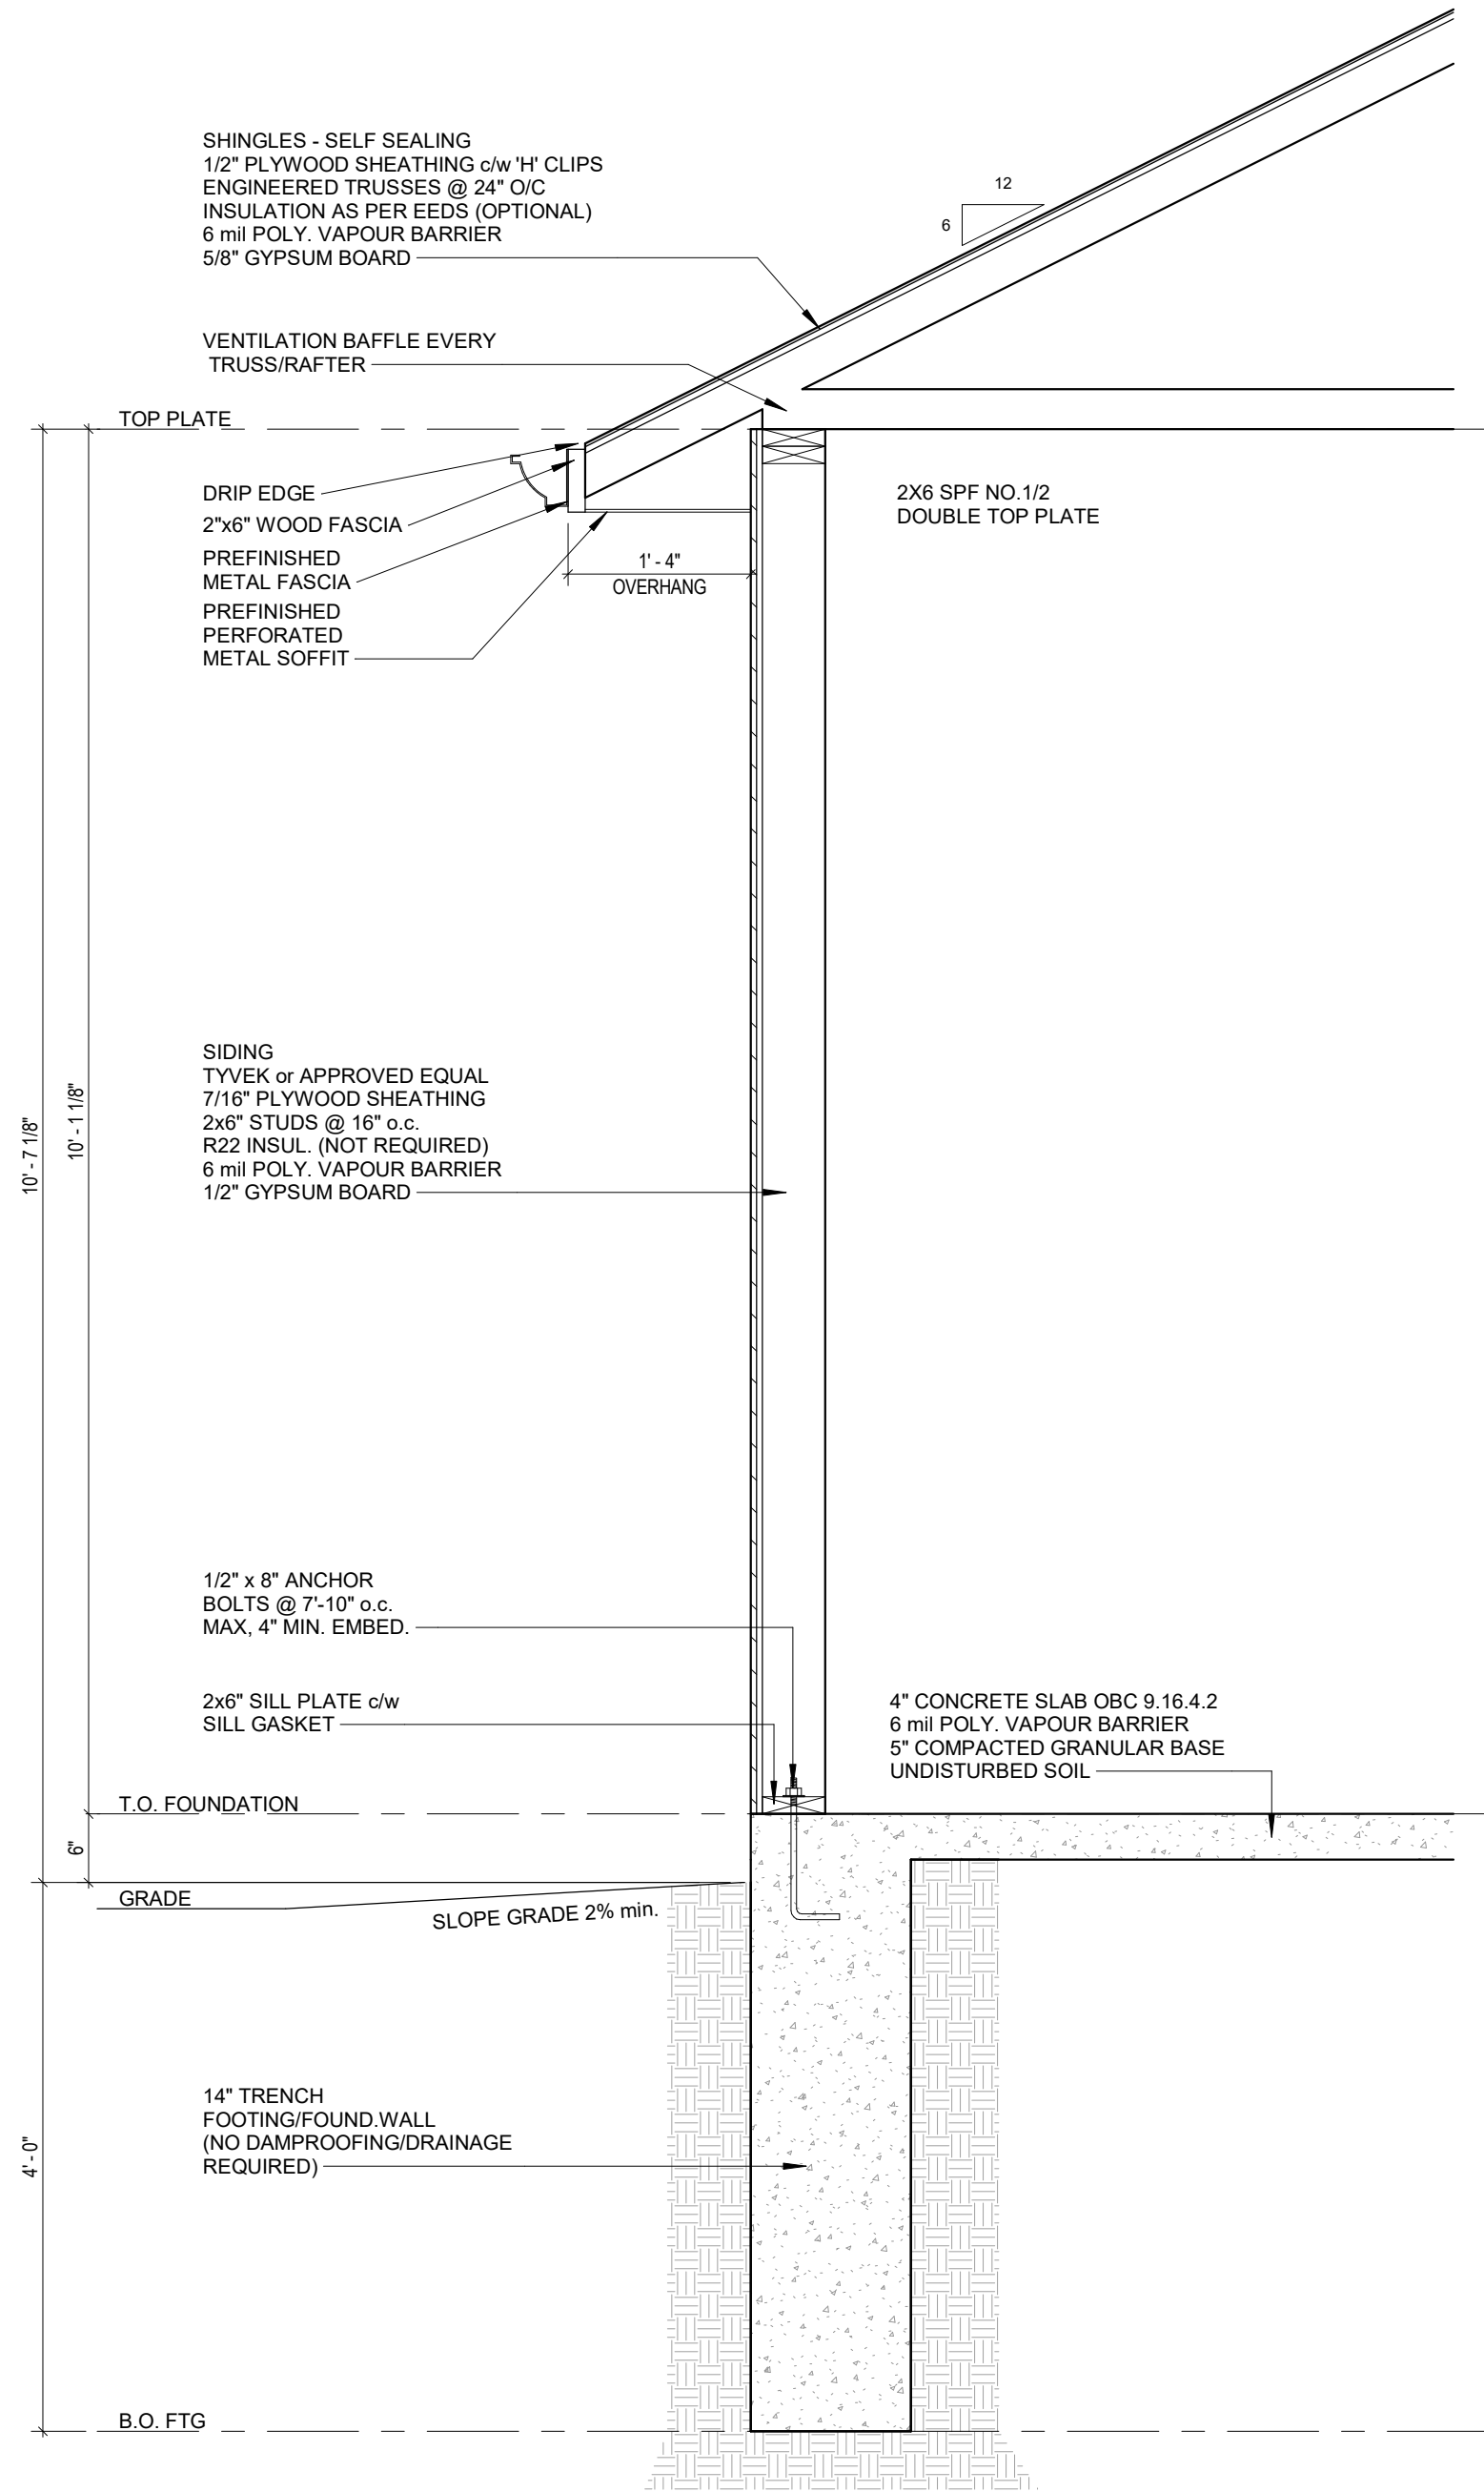 SHINGLES - SELF SEALING
1/2" PLYWOOD SHEATHING c/w 'H' CLIPS
ENGINEERED TRUSSES @ 24" O/C
INSULATION AS PER EEDS (OPTIONAL)
6 mil POLY. VAPOUR BARRIER
5/8" GYPSUM BOARD
12
6
VENTILATION BAFFLE EVERY
TRUSS/RAFTER
TOP PLATE
DRIP EDGE
2"x6" WOOD FASCIA
PREFINISHED
METAL FASCIA
PREFINISHED
PERFORATED
METAL SOFFIT
1' - 4"
OVERHANG
2X6 SPF NO.1/2
DOUBLE TOP PLATE
10' - 7 1/8"
10' - 1 1/8"
SIDING
TYVEK or APPROVED EQUAL
7/16" PLYWOOD SHEATHING
2x6" STUDS @ 16" o.c.
R22 INSUL. (NOT REQUIRED)
6 mil POLY. VAPOUR BARRIER
1/2" GYPSUM BOARD
1/2" x 8" ANCHOR
BOLTS @ 7'-10" o.c.
MAX, 4" MIN. EMBED.
2x6" SILL PLATE c/w
SILL GASKET
4" CONCRETE SLAB OBC 9.16.4.2
6 mil POLY. VAPOUR BARRIER
5" COMPACTED GRANULAR BASE
UNDISTURBED SOIL
T.O. FOUNDATION
6"
GRADE
SLOPE GRADE 2% min.
14" TRENCH
FOOTING/FOUND.WALL
(NO DAMPROOFING/DRAINAGE
REQUIRED)
4' - 0"
B.O. FTG